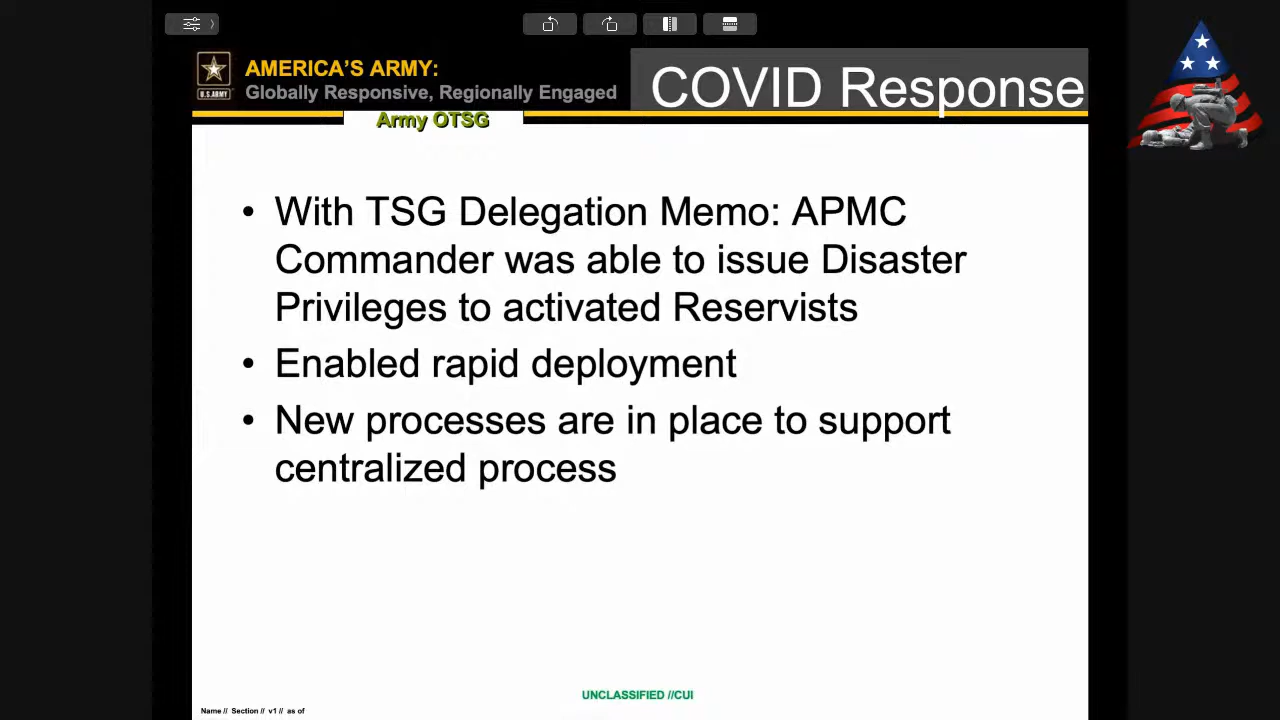 AMERICA'S ARMY:
Globally Responsive, Regionally Engaged
COVID Response
U.S.ARMY
Army OTSG
• With TSG Delegation Memo: APMC
Commander was able to issue Disaster
Privileges to activated Reservists
• Enabled rapid deployment
• New processes are in place to support
centralized process
UNCLASSIFIED //CUI
Name // Section // v1 // as of